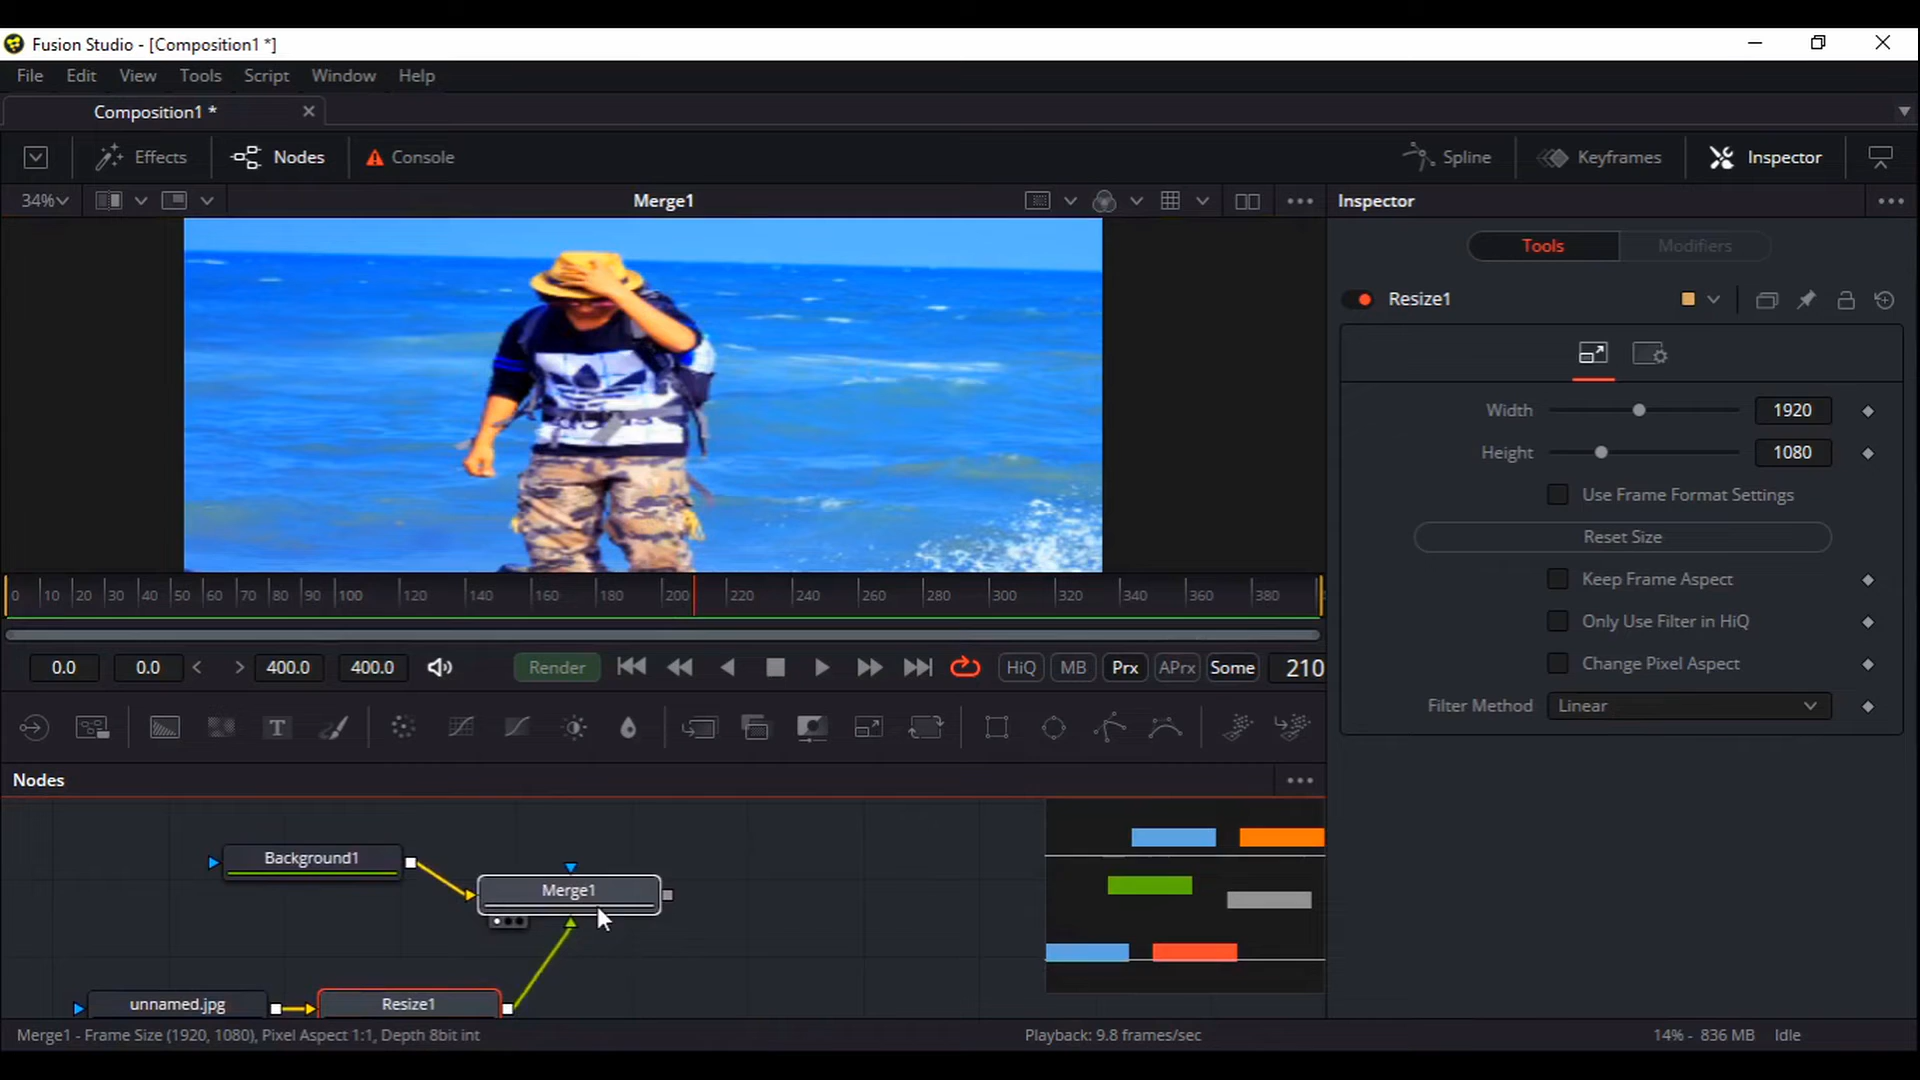 Fusion Studio - [Composition1 *]
File Edit View Tools Script Window Help
Composition1 *
Effects Nodes Console Spline Keyframes Inspector
34% Merge1 Inspector
Tools Modifiers
Resize1
Width 1920
Height 1080
Use Frame Format Settings
Reset Size
Keep Frame Aspect
Only Use Filter in HiQ
Change Pixel Aspect
Filter Method Linear
0 10 20 30 40 50 60 70 80 90 100 120 140 160 180 200 220 240 260 280 300 320 340 360 380
0.0 0.0 < > 400.0 400.0 Render HiQ MB Prx APrx Some 210
T
Nodes
Background1
Merge1
unnamed.jpg Resize1
Merge1 - Frame Size (1920, 1080), Pixel Aspect 1:1, Depth 8bit int Playback: 9.8 frames/sec 14% - 836 MB Idle